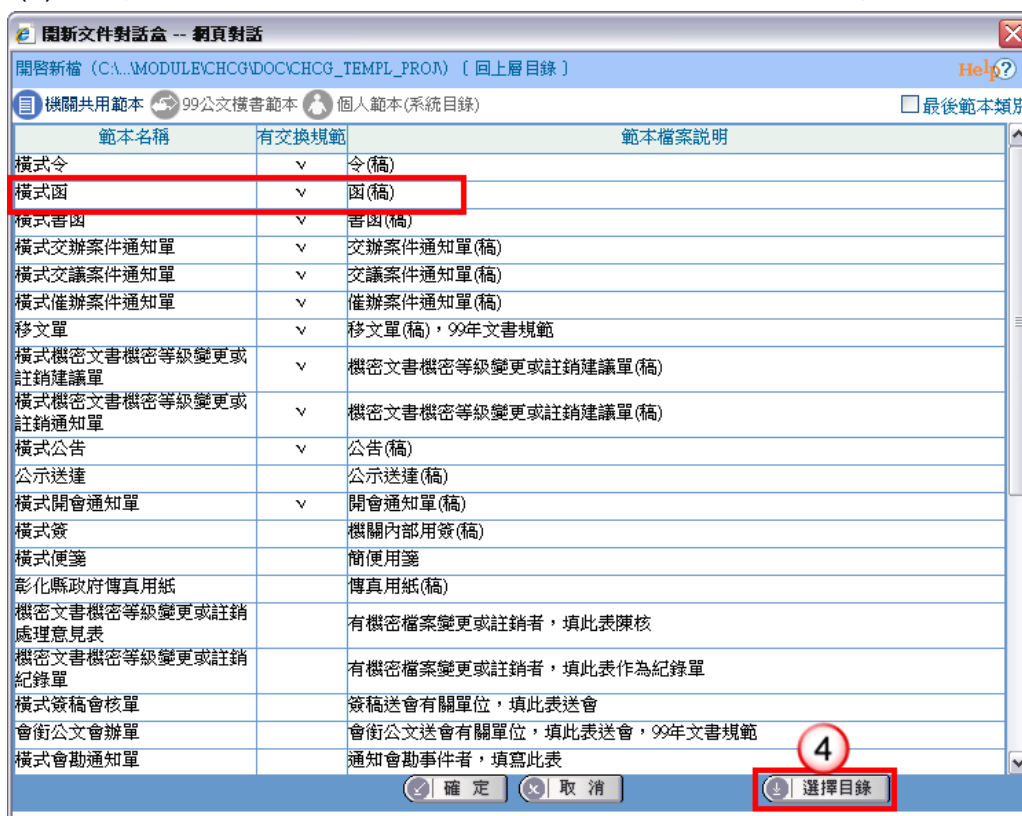 開新文件對話盒 -- 網頁對話
開啓新檔（C:\...\MODULE\CHCG\DOC\CHCG_TEMPL_PROJ\）〔回上層目錄〕 Help?
機關共用範本 99公文橫書範本 個人範本(系統目錄) 最後範本類別
範本名稱 有交換規範 範本檔案說明
橫式令 v 令(稿)
橫式函 v 函(稿)
橫式書函 v 書函(稿)
橫式交辦案件通知單 v 交辦案件通知單(稿)
橫式交議案件通知單 v 交議案件通知單(稿)
橫式催辦案件通知單 v 催辦案件通知單(稿)
移文單 v 移文單(稿)，99年文書規範
橫式機密文書機密等級變更或
註銷建議單 v 機密文書機密等級變更或註銷建議單(稿)
橫式機密文書機密等級變更或
註銷通知單 v 機密文書機密等級變更或註銷建議單(稿)
橫式公告 v 公告(稿)
公示送達 公示送達(稿)
橫式開會通知單 v 開會通知單(稿)
橫式簽 機關內部用簽(稿)
橫式便箋 簡便用箋
彰化縣政府傳真用紙 傳真用紙(稿)
機密文書機密等級變更或註銷
處理意見表 有機密檔案變更或註銷者，填此表陳核
機密文書機密等級變更或註銷
紀錄單 有機密檔案變更或註銷者，填此表作為紀錄單
橫式簽稿會核單 簽稿送會有關單位，填此表送會
會銜公文會辦單 會銜公文送會有關單位，填此表送會，99年文書規範
橫式會勘通知單 通知會勘事件者，填寫此表
4
確 定 取 消 選擇目錄